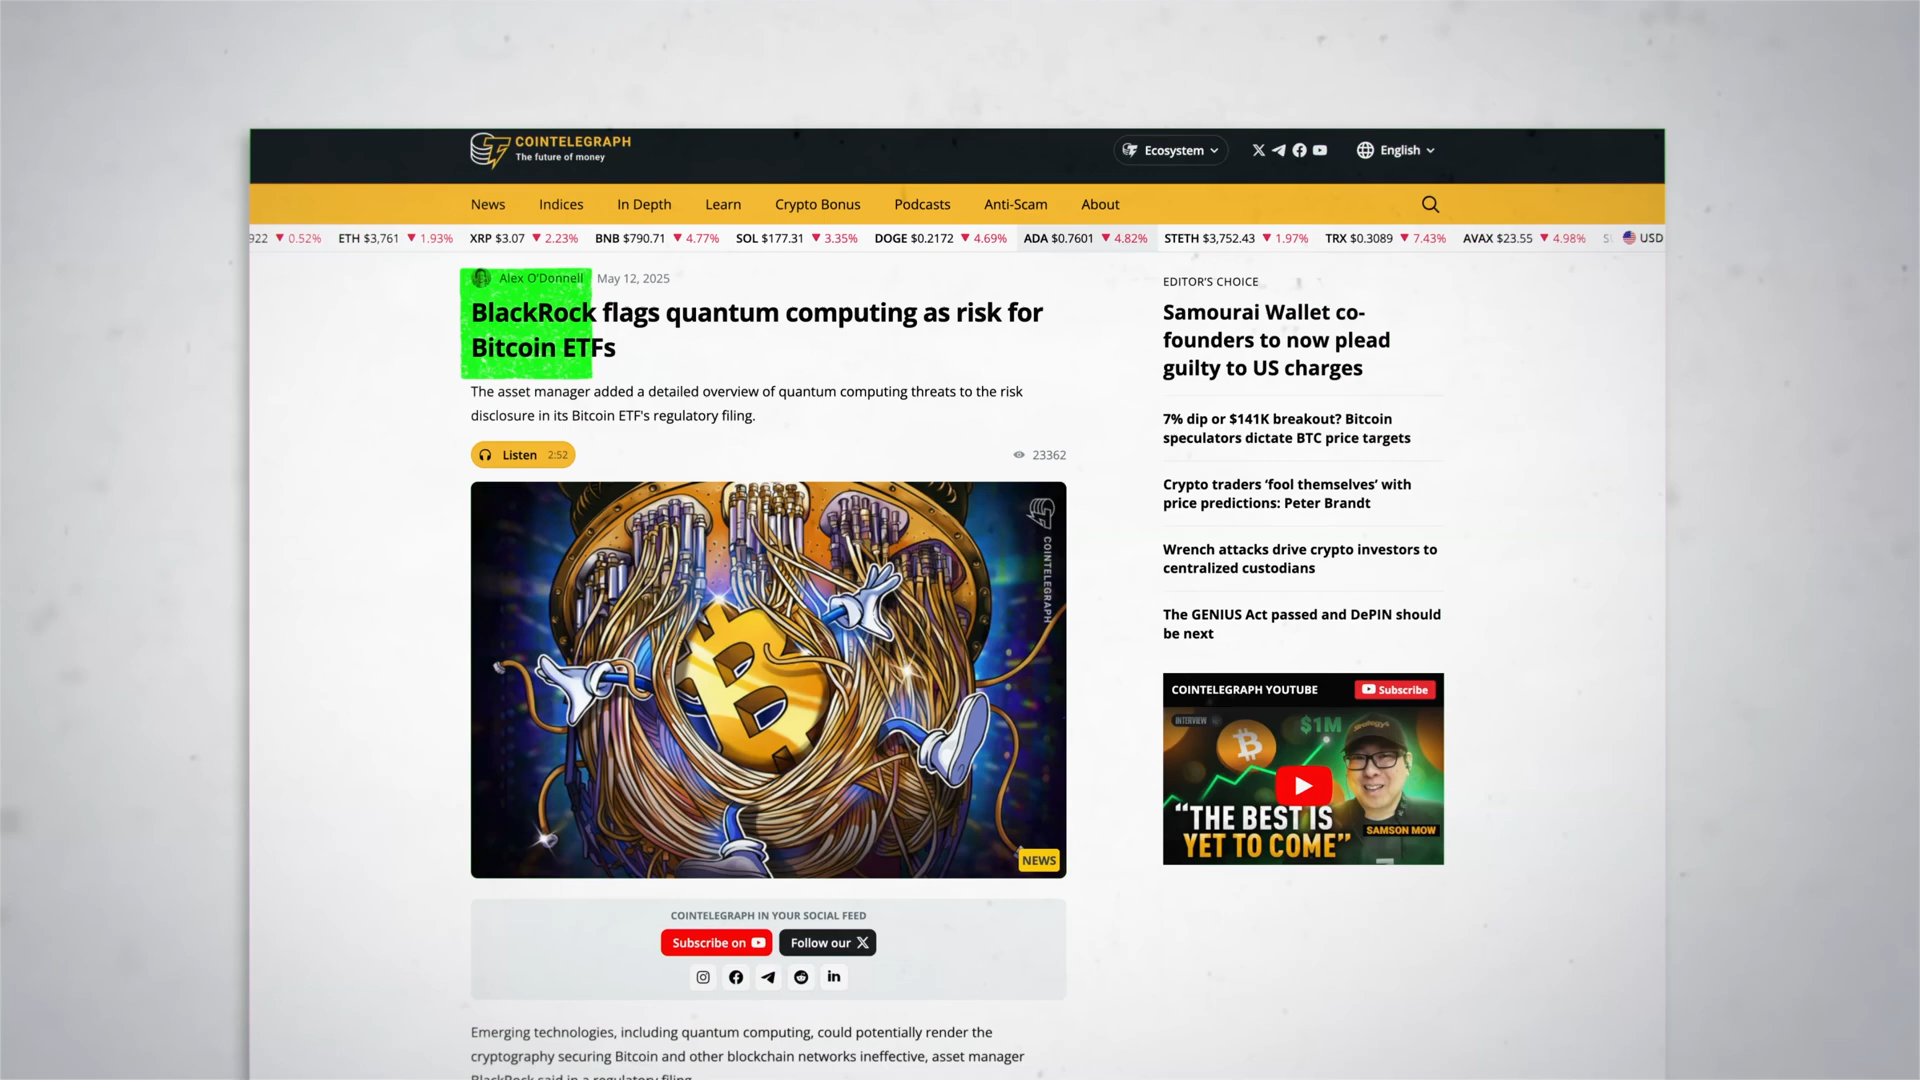 COINTELEGRAPH
The future of money
Ecosystem
English
News Indices In Depth Learn Crypto Bonus Podcasts Anti-Scam About
922 0.52% ETH $3,761 1.93% XRP $3.07 2.23% BNB $790.71 4.77% SOL $177.31 3.35% DOGE $0.2172 4.69% ADA $0.7601 4.82% STETH $3,752.43 1.97% TRX $0.3089 7.43% AVAX $23.55 4.98% USD
Alex O'Donnell May 12, 2025
BlackRock flags quantum computing as risk for
Bitcoin ETFs
The asset manager added a detailed overview of quantum computing threats to the risk
disclosure in its Bitcoin ETF's regulatory filing.
Listen 2:52
23362
COINTELEGRAPH
NEWS
COINTELEGRAPH IN YOUR SOCIAL FEED
Subscribe on
Follow our X
Emerging technologies, including quantum computing, could potentially render the
cryptography securing Bitcoin and other blockchain networks ineffective, asset manager
BlackRock said in a regulatory filing.
EDITOR'S CHOICE
Samourai Wallet co-
founders to now plead
guilty to US charges
7% dip or $141K breakout? Bitcoin
speculators dictate BTC price targets
Crypto traders ‘fool themselves’ with
price predictions: Peter Brandt
Wrench attacks drive crypto investors to
centralized custodians
The GENIUS Act passed and DePIN should
be next
COINTELEGRAPH YOUTUBE
Subscribe
INTERVIEW
$1M
“THE BEST IS
YET TO COME”
SAMSON MOW